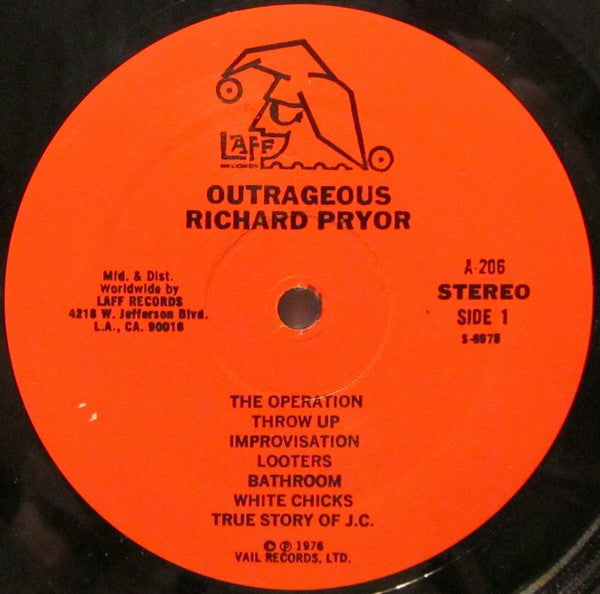 LAFF
RECORDS
OUTRAGEOUS
RICHARD PRYOR
Mfd. & Dist.
Worldwide by
LAFF RECORDS
4218 W. Jefferson Blvd.
L.A., CA. 90016
A-206
STEREO
SIDE 1
S-6975
THE OPERATION
THROW UP
IMPROVISATION
LOOTERS
BATHROOM
WHITE CHICKS
TRUE STORY OF J.C.
© ℗ 1976
VAIL RECORDS, LTD.